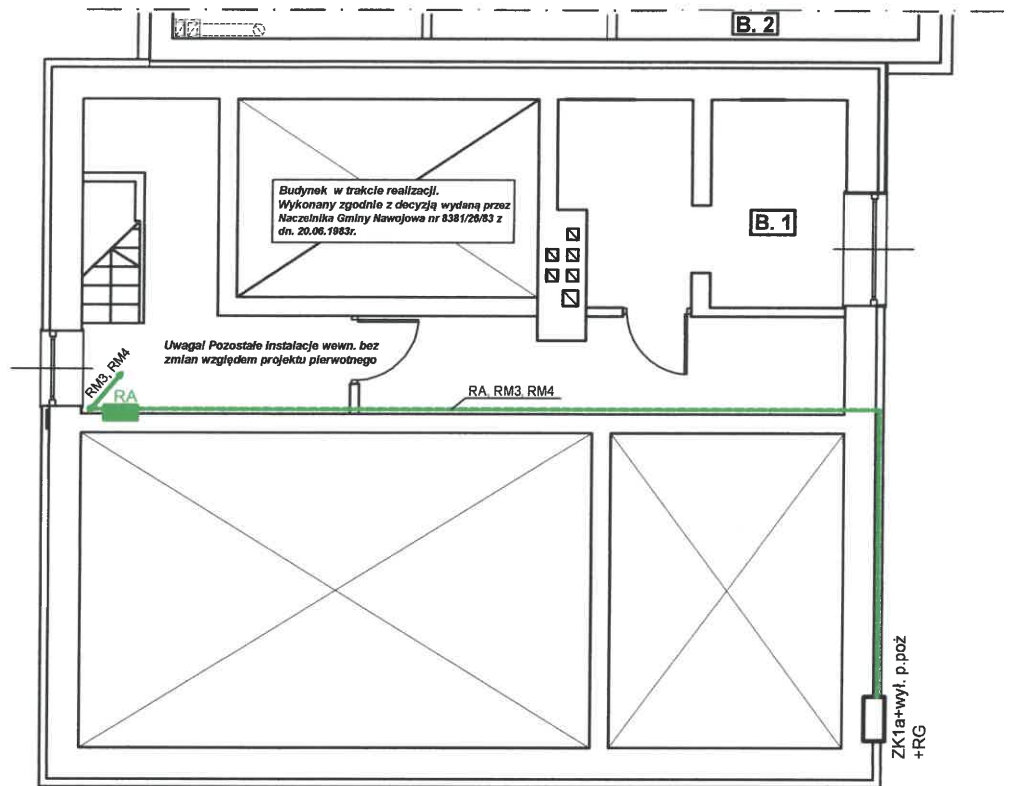 B. 2
Budynek w trakcie realizacji.
Wykonany zgodnie z decyzją wydaną przez
Naczelnika Gminy Nawojowa nr 8381/26/83 z
dn. 20.06.1983r.
B. 1
Uwaga! Pozostałe instalacje wewn. bez
zmian względem projektu pierwotnego
RM3, RM4
RA
RA, RM3, RM4
ZK1a+wył. p.poż
+RG